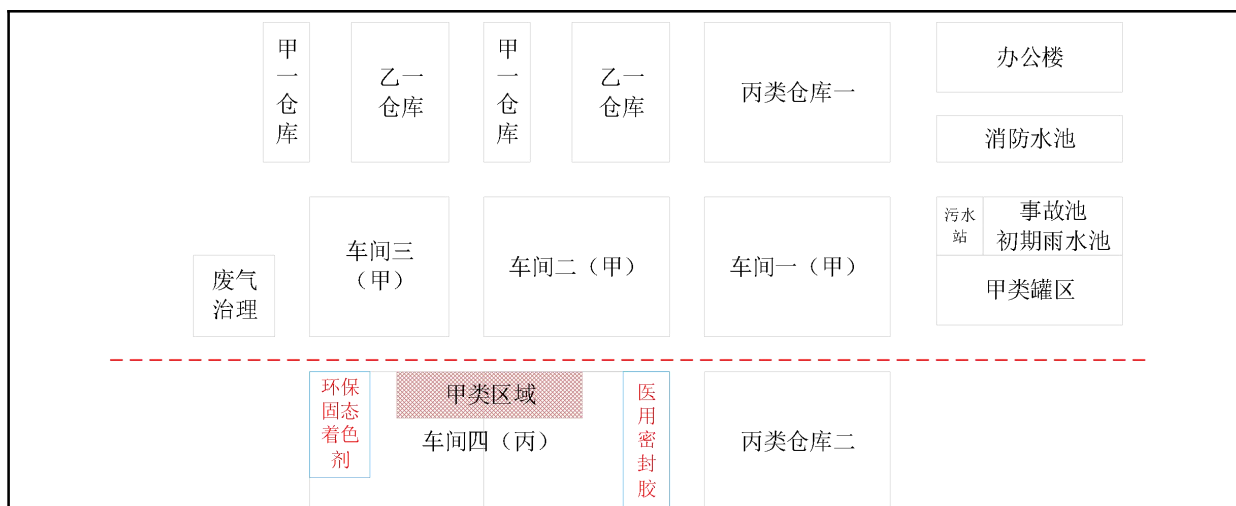 甲
一
仓
库
乙一
仓库
甲
一
仓
库
乙一
仓库
丙类仓库一
办公楼
消防水池
废气
治理
车间三
（甲）
车间二（甲）
车间一（甲）
污水
站
事故池
初期雨水池
甲类罐区
环保
固态
着色
剂
甲类区域
车间四（丙）
医
用
密
封
胶
丙类仓库二